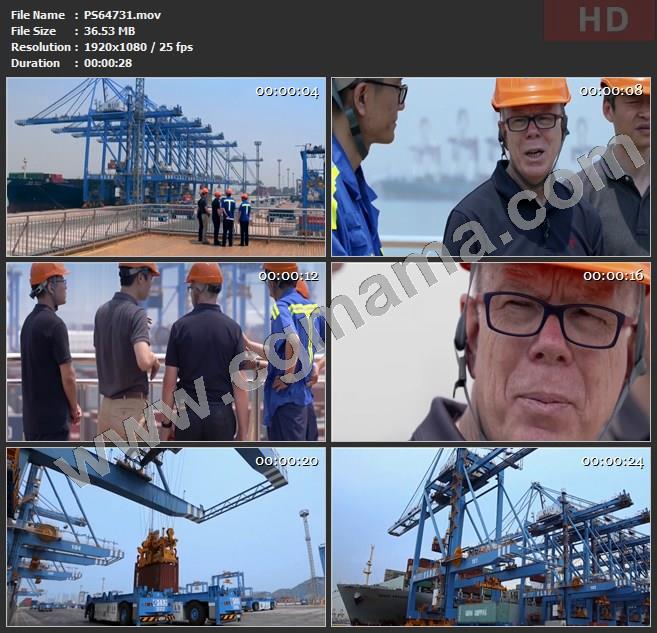 File Name : PS64731.mov
HD
File Size : 36.53 MB
Resolution : 1920x1080 / 25 fps
Duration : 00:00:28
00:00:04
00:00:08
00:00:12
00:00:16
www.cgmama.com
00:00:20
00:00:24